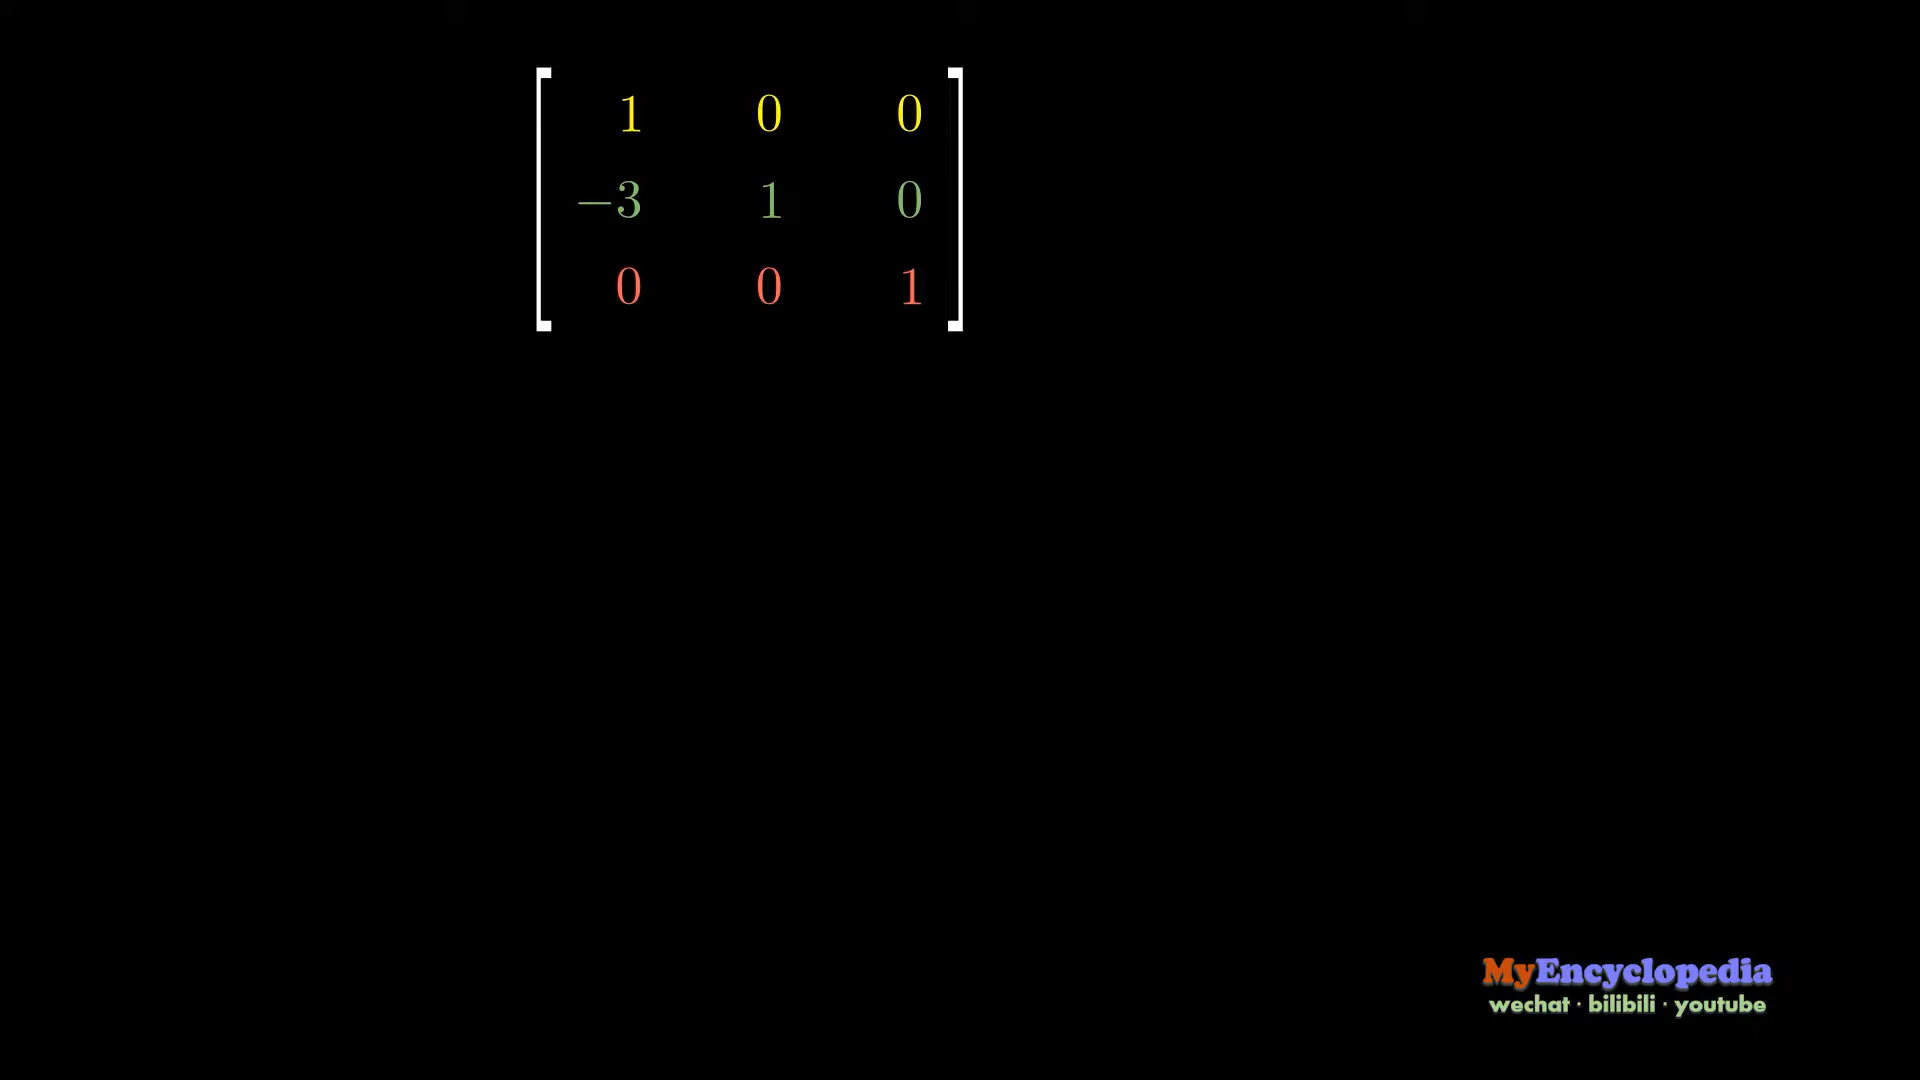 1 0 0
−3 1 0
0 0 1
MyEncyclopedia
wechat · bilibili · youtube